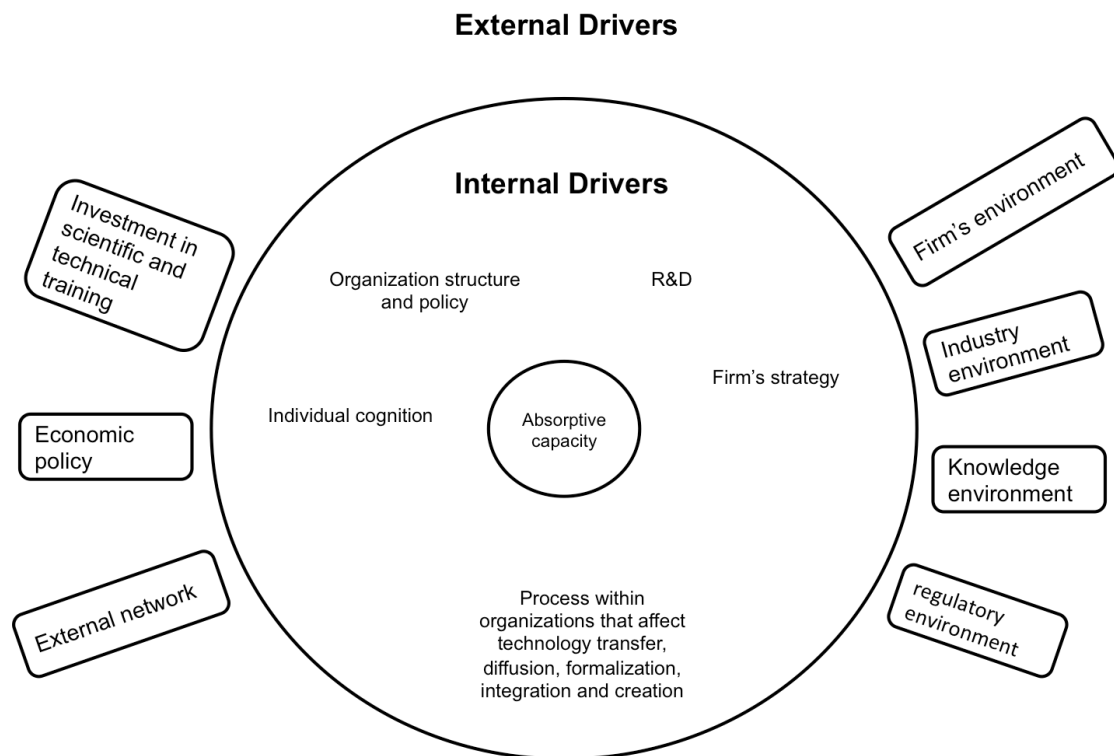 External Drivers
Internal Drivers
Investment in
scientific and
technical
training
Economic
policy
External network
Organization structure
and policy
R&D
Individual cognition
Absorptive
capacity
Firm's strategy
Process within
organizations that affect
technology transfer,
diffusion, formalization,
integration and creation
Firm's environment
Industry
environment
Knowledge
environment
regulatory
environment